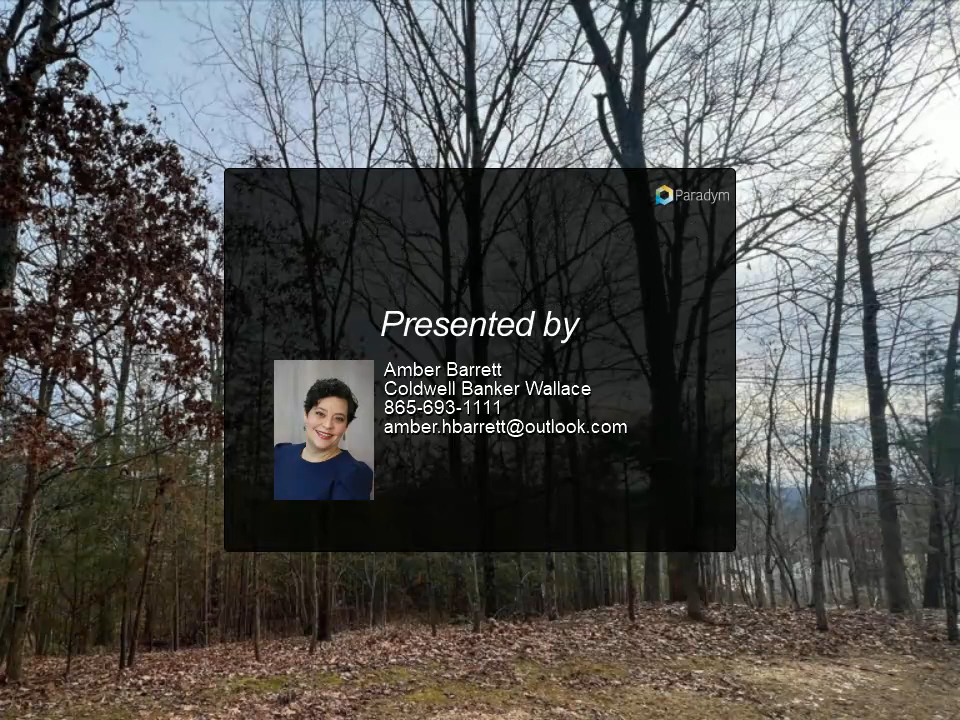 Paradym
Presented by
Amber Barrett
Coldwell Banker Wallace
865-693-1111
amber.hbarrett@outlook.com